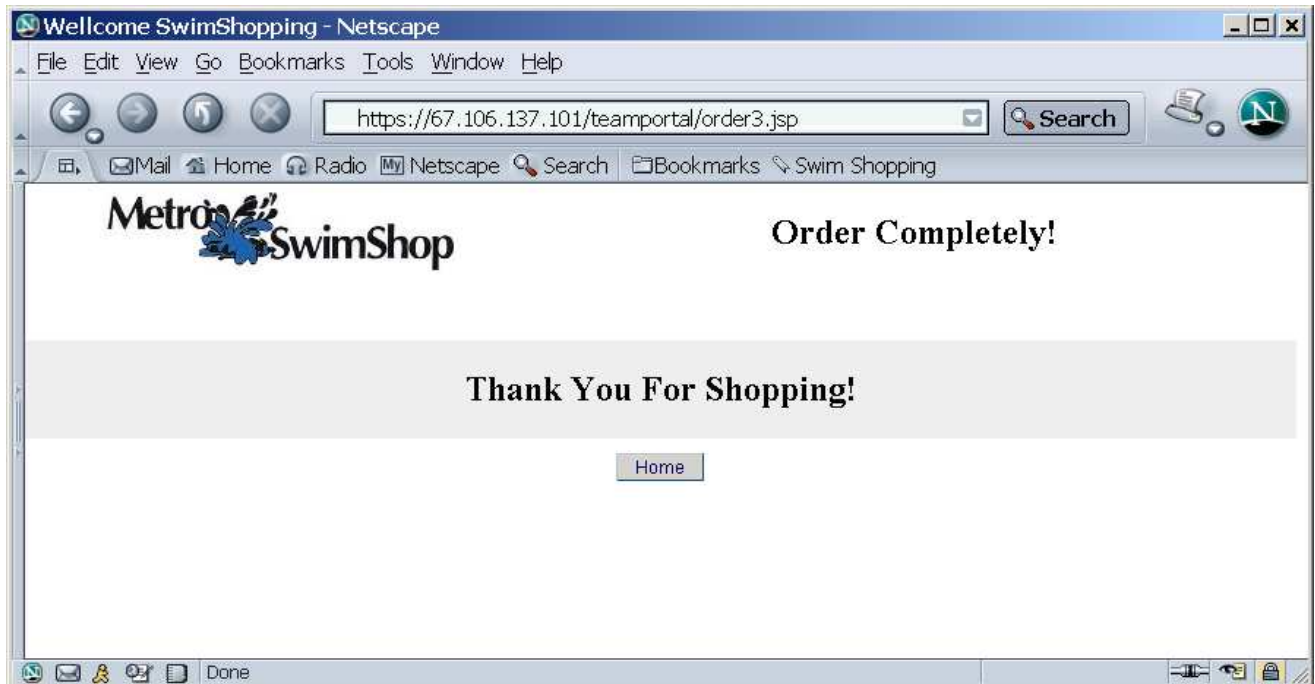 Wellcome SwimShopping - Netscape
File Edit View Go Bookmarks Tools Window Help
https://67.106.137.101/teamportal/order3.jsp
Search
N
Mail Home Radio My Netscape Search Bookmarks Swim Shopping
Metro SwimShop
Order Completely!
Thank You For Shopping!
Home
Done